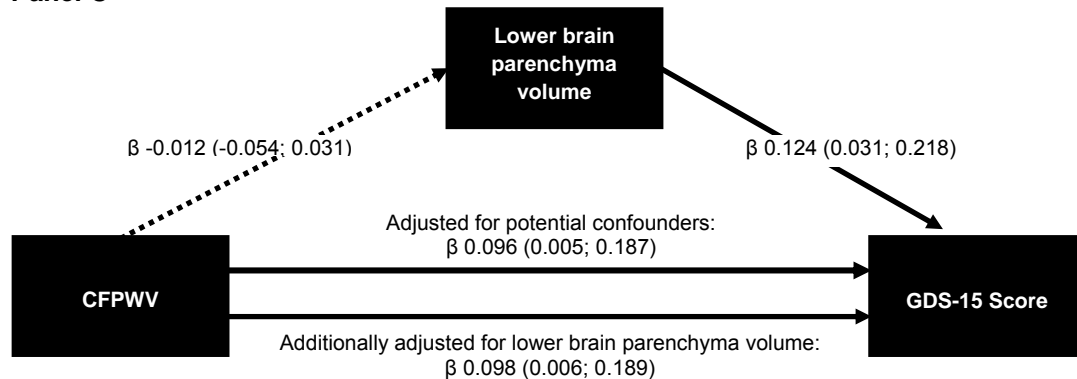 Lower brain
parenchyma
volume
β -0.012 (-0.054; 0.031)
β 0.124 (0.031; 0.218)
Adjusted for potential confounders:
β 0.096 (0.005; 0.187)
CFPWV
GDS-15 Score
Additionally adjusted for lower brain parenchyma volume:
β 0.098 (0.006; 0.189)